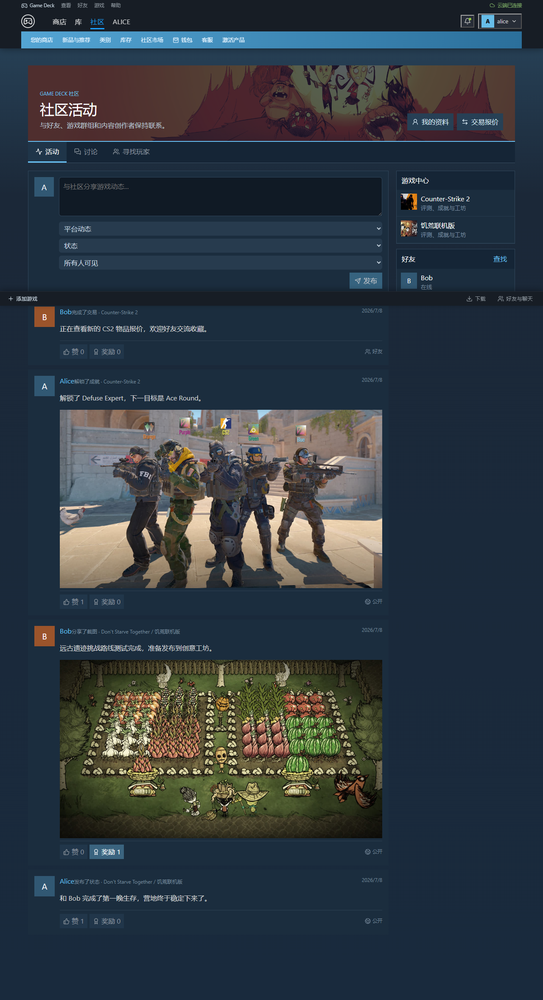 Game Deck 查看 好友 游戏 帮助 云端已连接
商店 库 社区 ALICE A alice
您的商店 新品与推荐 类别 库存 社区市场 钱包 客服 激活产品
GAME DECK 社区
社区活动
与好友、游戏群组和内容创作者保持联系。
我的资料 交易报价
活动 讨论 寻找玩家
A
与社区分享游戏动态...
平台动态
状态
所有人可见
发布
游戏中心
Counter-Strike 2
评测、成就与工坊
饥荒联机版
评测、成就与工坊
好友 查找
B Bob
在线
添加游戏 下载 好友与聊天
B Bob完成了交易 · Counter-Strike 2 2026/7/8
正在查看新的 CS2 物品报价，欢迎好友交流收藏。
赞 0 奖励 0 好友
A Alice解锁了成就 · Counter-Strike 2 2026/7/8
解锁了 Defuse Expert，下一目标是 Ace Round。
Orange Purple CS2 Green Blue
FBI
赞 1 奖励 0 公开
B Bob分享了截图 · Don't Starve Together / 饥荒联机版 2026/7/8
远古遗迹挑战路线测试完成，准备发布到创意工坊。
赞 0 奖励 1 公开
A Alice发布了状态 · Don't Starve Together / 饥荒联机版 2026/7/8
和 Bob 完成了第一晚生存，营地终于稳定下来了。
赞 1 奖励 0 公开